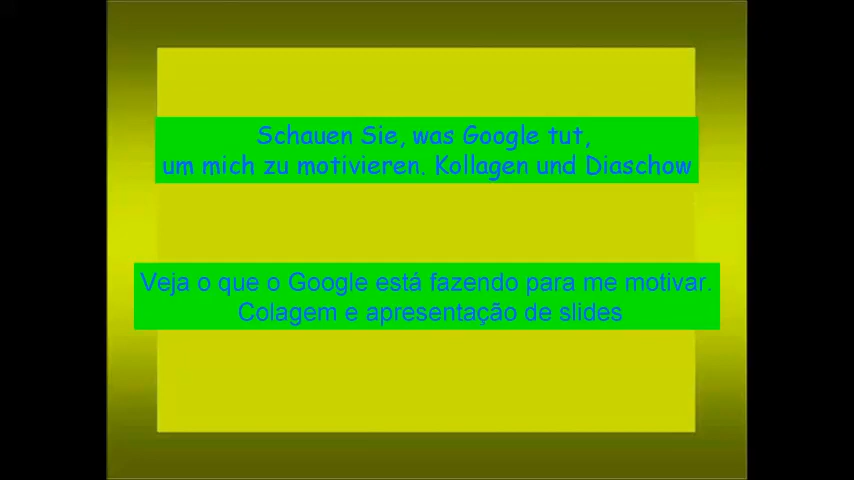 Schauen Sie, was Google tut,
um mich zu motivieren. Kollagen und Diaschow
Veja o que o Google está fazendo para me motivar.
Colagem e apresentação de slides